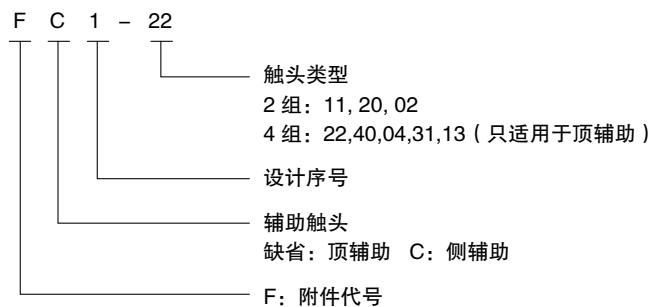 F C 1 – 22
触头类型
2 组：11, 20, 02
4 组：22,40,04,31,13（只适用于顶辅助）
设计序号
辅助触头
缺省：顶辅助 C：侧辅助
F：附件代号